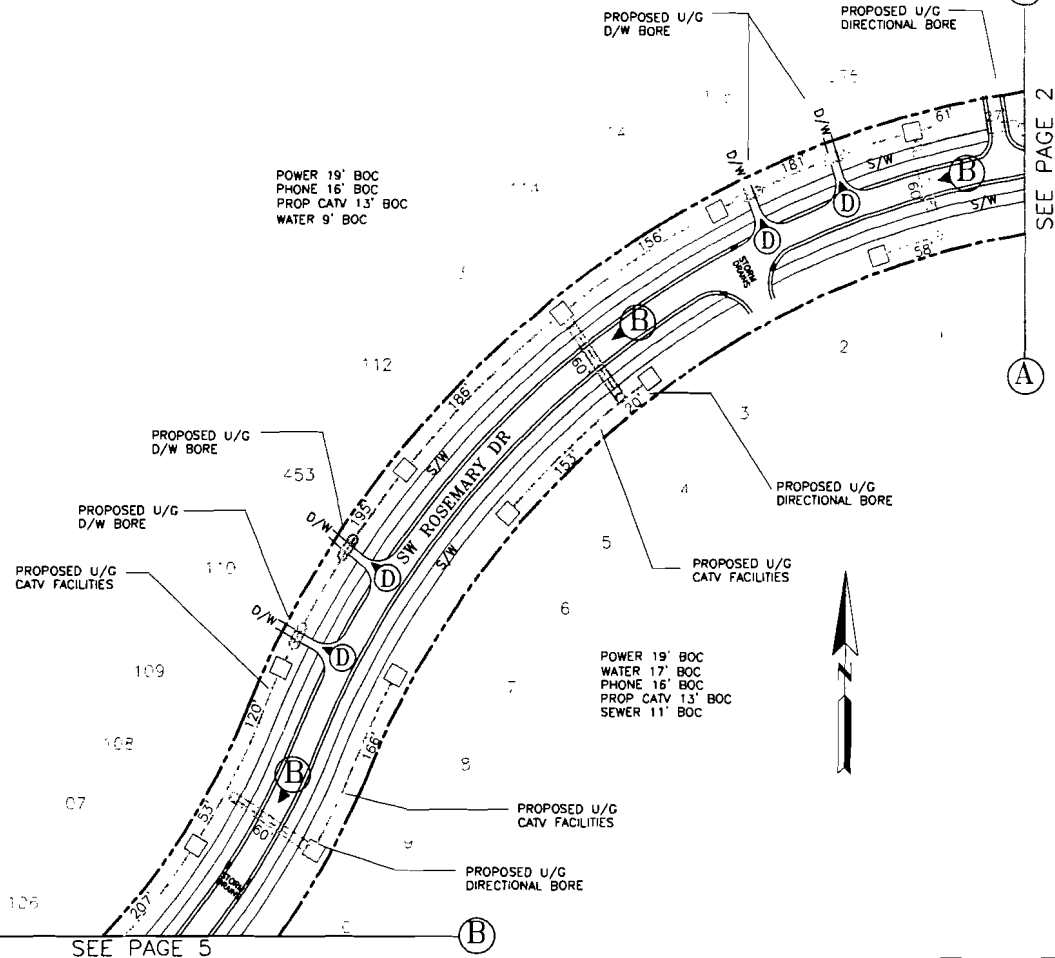 PROPOSED U/G
D/W BORE
PROPOSED U/G
DIRECTIONAL BORE
SEE PAGE 2
61'
D/W
D/W
181'
S/W
B
60'
S/W
D
D
14
POWER 19' BOC
PHONE 16' BOC
PROP CATV 13' BOC
WATER 9' BOC
114
156'
STORM
DRAINS
58'
B
2
A
112
60'
20'
3
186'
PROPOSED U/G
D/W BORE
S/W
SW ROSEMARY DR
153'
453
4
PROPOSED U/G
DIRECTIONAL BORE
PROPOSED U/G
D/W BORE
195'
D/W
5
S/W
PROPOSED U/G
CATV FACILITIES
110
D
PROPOSED U/G
CATV FACILITIES
D/W
6
D
109
POWER 19' BOC
WATER 17' BOC
PHONE 16' BOC
PROP CATV 13' BOC
SEWER 11' BOC
7
N
120'
108
166'
8
B
07
53'
60'
PROPOSED U/G
CATV FACILITIES
9
STORM
DRAINS
PROPOSED U/G
DIRECTIONAL BORE
126
207'
SEE PAGE 5
B